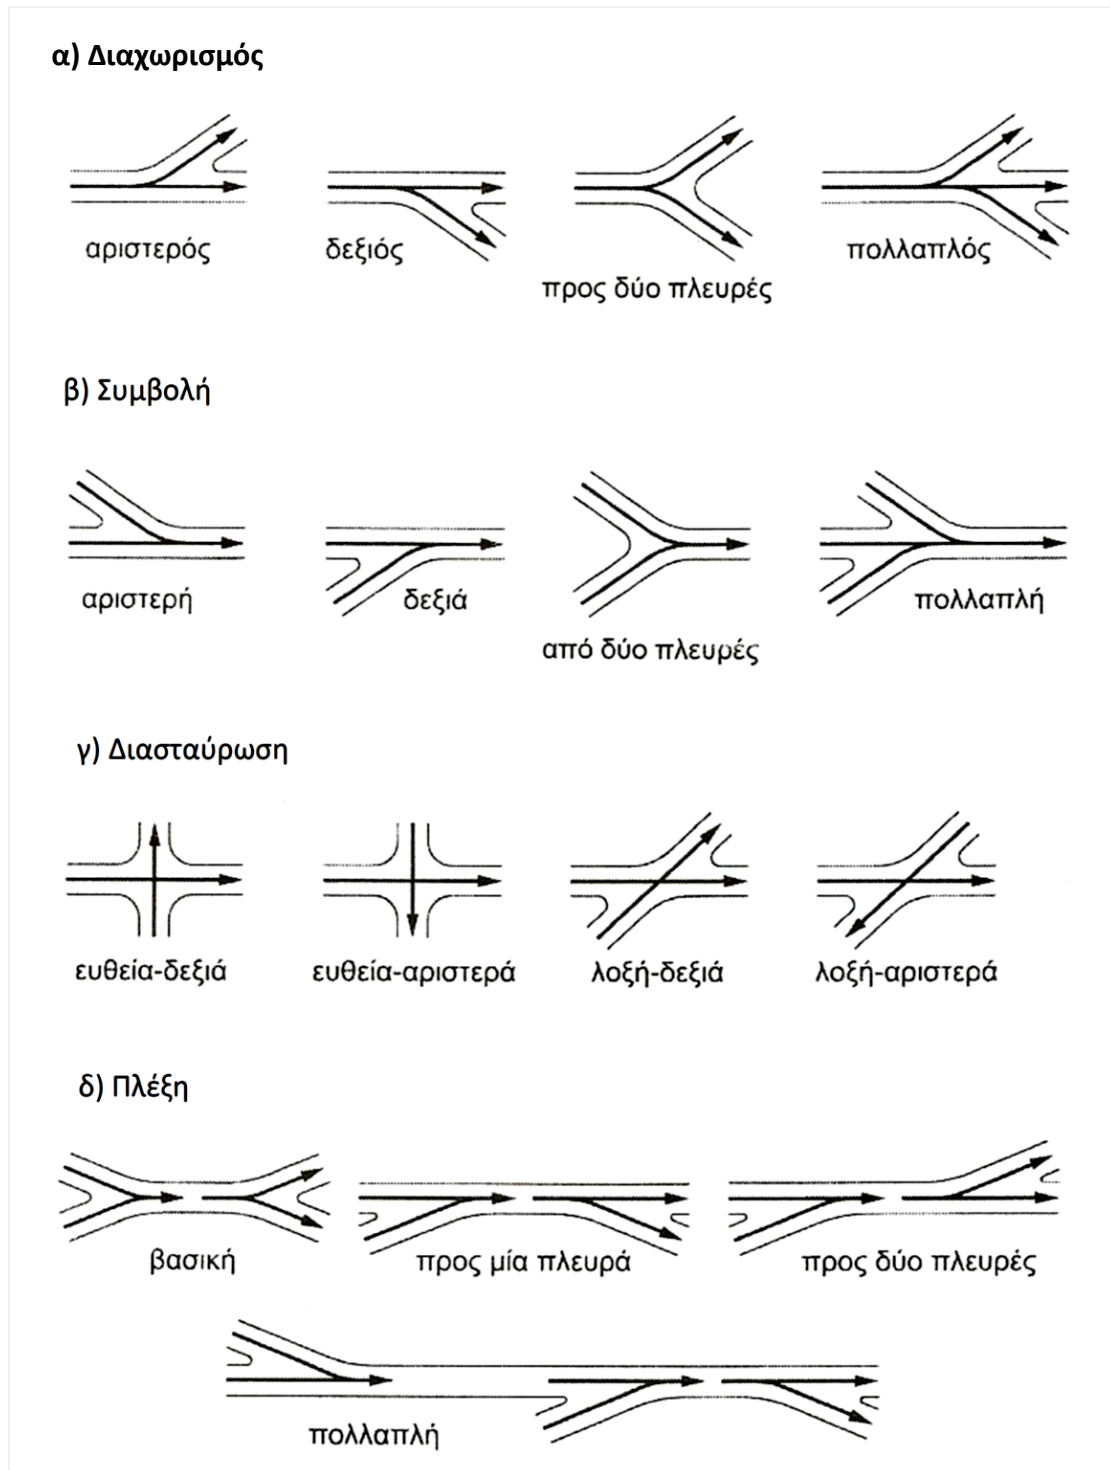 α) Διαχωρισμός
αριστερός
δεξιός
προς δύο πλευρές
πολλαπλός
β) Συμβολή
αριστερή
δεξιά
από δύο πλευρές
πολλαπλή
γ) Διασταύρωση
ευθεία-δεξιά
ευθεία-αριστερά
λοξή-δεξιά
λοξή-αριστερά
δ) Πλέξη
βασική
προς μία πλευρά
προς δύο πλευρές
πολλαπλή